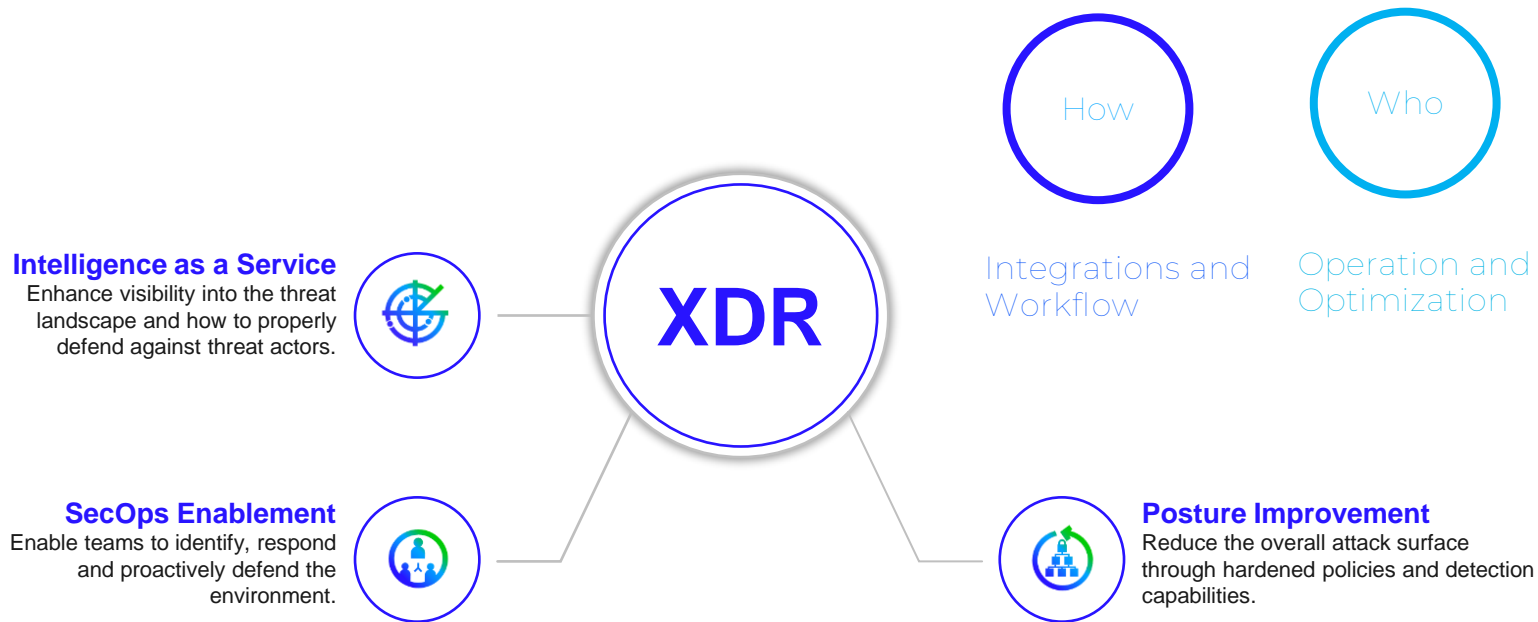 How
Who
Integrations and
Workflow
Operation and
Optimization
XDR
Intelligence as a Service
Enhance visibility into the threat
landscape and how to properly
defend against threat actors.
SecOps Enablement
Enable teams to identify, respond
and proactively defend the
environment.
Posture Improvement
Reduce the overall attack surface
through hardened policies and detection
capabilities.